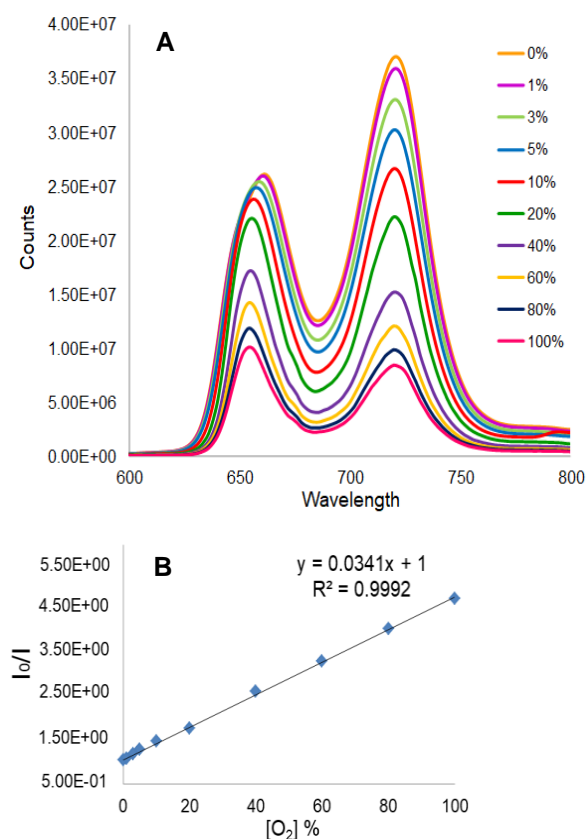 A
4.00E+07
3.50E+07
3.00E+07
2.50E+07
2.00E+07
1.50E+07
1.00E+07
5.00E+06
0.00E+00
Counts
600 650 700 750 800
Wavelength
0%
1%
3%
5%
10%
20%
40%
60%
80%
100%
B
y = 0.0341x + 1
R² = 0.9992
5.50E+00
4.50E+00
3.50E+00
2.50E+00
1.50E+00
5.00E-01
I₀/I
0 20 40 60 80 100
[O₂] %